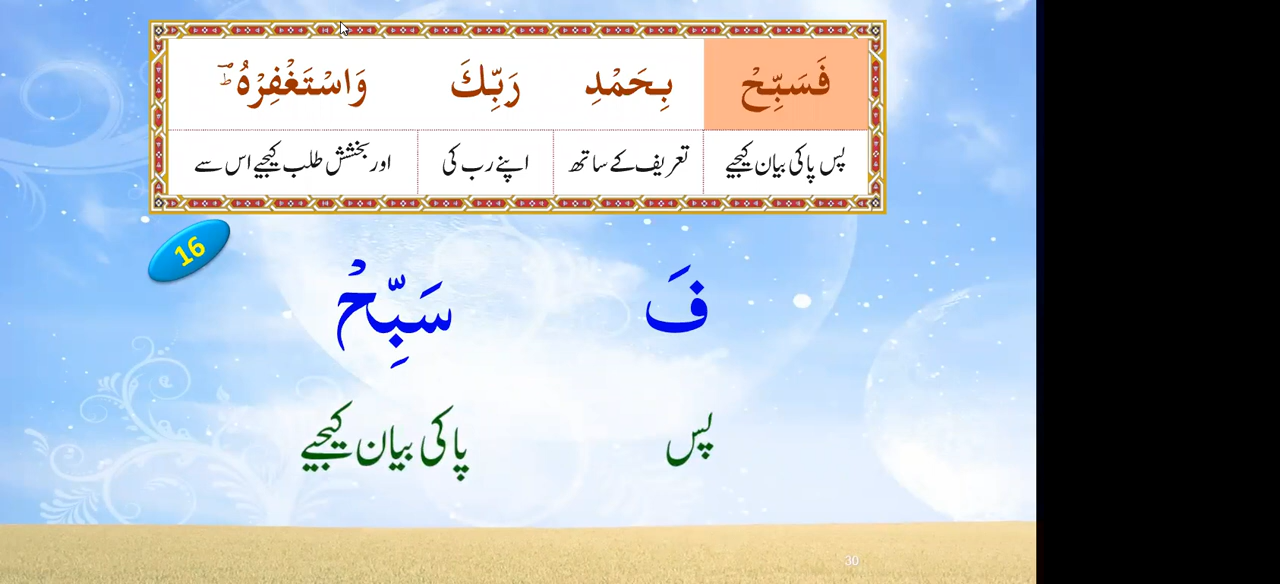 فَسَبِّحْ بِحَمْدِ رَبِّكَ وَاسْتَغْفِرْهُ ؕ
پس پاکی بیان کیجیے تعریف کے ساتھ اپنے رب کی اور بخشش طلب کیجیے اس سے
16
فَ سَبِّحْ
پس پاکی بیان کیجیے
30